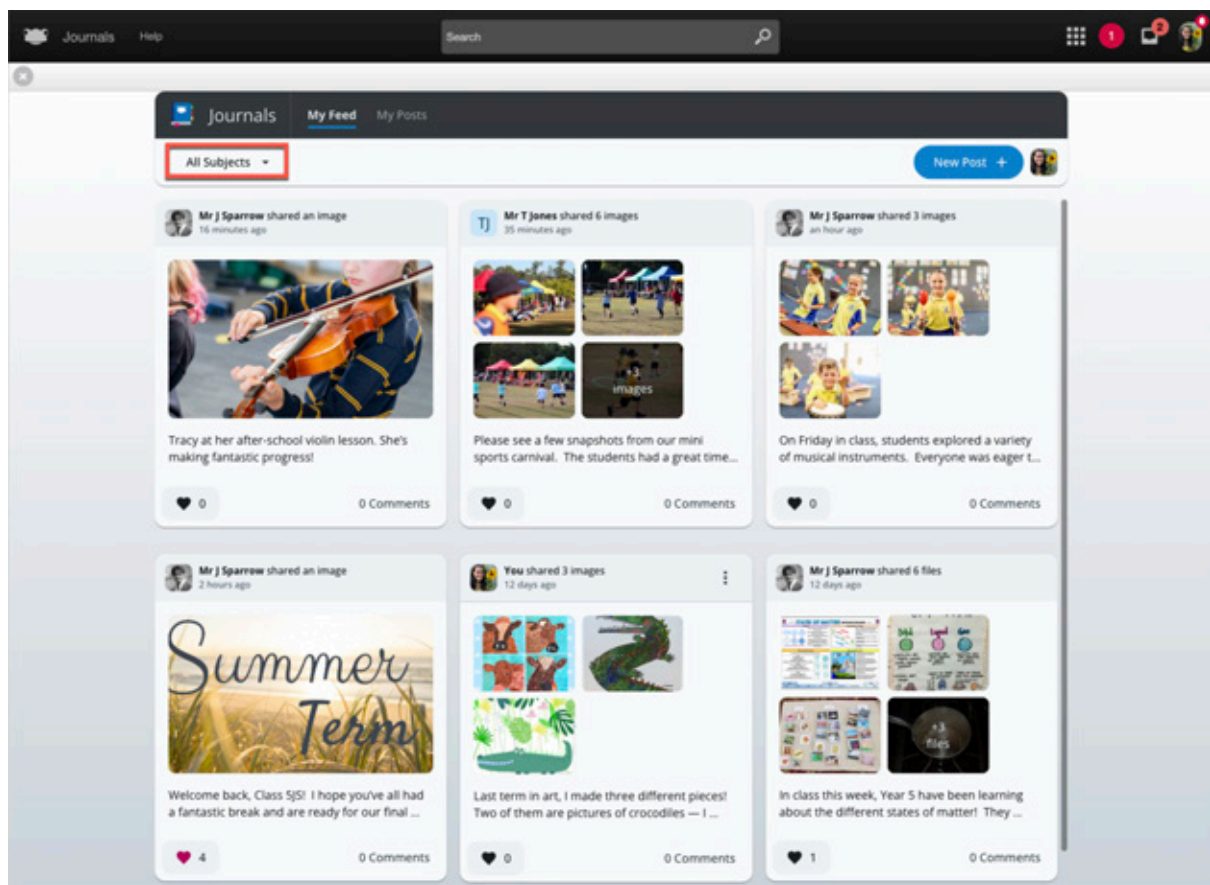 Journals Help Search 1 2
Journals My Feed My Posts
All Subjects New Post +
Mr J Sparrow shared an image
16 minutes ago
Tracy at her after-school violin lesson. She's
making fantastic progress!
0 0 Comments
TJ
Mr T Jones shared 6 images
35 minutes ago
+3
images
Please see a few snapshots from our mini
sports carnival. The students had a great time...
0 0 Comments
Mr J Sparrow shared 3 images
an hour ago
On Friday in class, students explored a variety
of musical instruments. Everyone was eager t...
0 0 Comments
Mr J Sparrow shared an image
2 hours ago
Summer
Term
Welcome back, Class 5JS! I hope you've all had
a fantastic break and are ready for our final ...
4 0 Comments
You shared 3 images
12 days ago
Last term in art, I made three different pieces!
Two of them are pictures of crocodiles — I ...
0 0 Comments
Mr J Sparrow shared 6 files
12 days ago
STATE OF MATTER
Solid Liquid Gas
+3
files
In class this week, Year 5 have been learning
about the different states of matter! They ...
1 0 Comments